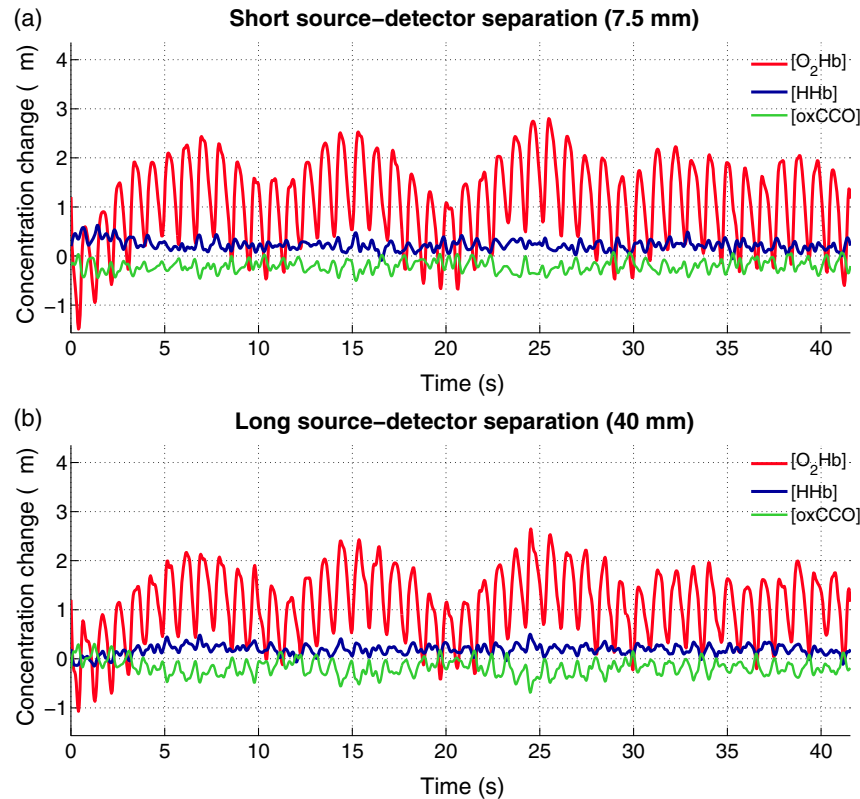 (a)
Short source−detector separation (7.5 mm)
Concentration change ( m)
4
3
2
1
0
−1
[O2Hb]
[HHb]
[oxCCO]
0 5 10 15 20 25 30 35 40
Time (s)
(b)
Long source−detector separation (40 mm)
Concentration change ( m)
4
3
2
1
0
−1
[O2Hb]
[HHb]
[oxCCO]
0 5 10 15 20 25 30 35 40
Time (s)